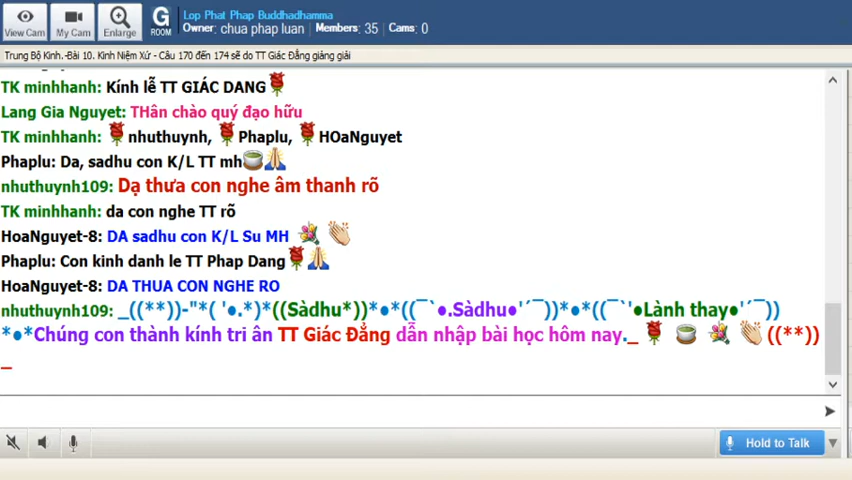 View Cam
My Cam
Enlarge
G
ROOM
Lop Phat Phap Buddhadhamma
Owner: chua phap luan / Members: 35 / Cams: 0
Trung Bộ Kinh.-Bài 10. Kinh Niệm Xứ - Câu 170 đến 174 sẽ do TT Giác Đẳng giảng giải
TK minhhanh: Kính lễ TT GIÁC DANG
Lang Gia Nguyet: THân chào quý đạo hữu
TK minhhanh: nhuthuynh, Phaplu, HOaNguyet
Phaplu: Da, sadhu con K/L TT mh
nhuthuynh109: Dạ thưa con nghe âm thanh rõ
TK minhhanh: da con nghe TT rõ
HoaNguyet-8: DA sadhu con K/L Su MH
Phaplu: Con kinh danh le TT Phap Dang
HoaNguyet-8: DA THUA CON NGHE RO
nhuthuynh109: _((**))-"*( '●.*)*((Sàdhu*))*●*((¯`●.Sàdhu●'´¯))*●*((¯`'●Lành thay●'´¯))
*●*Chúng con thành kính tri ân TT Giác Đẳng dẫn nhập bài học hôm nay._ ((**))
_
Hold to Talk